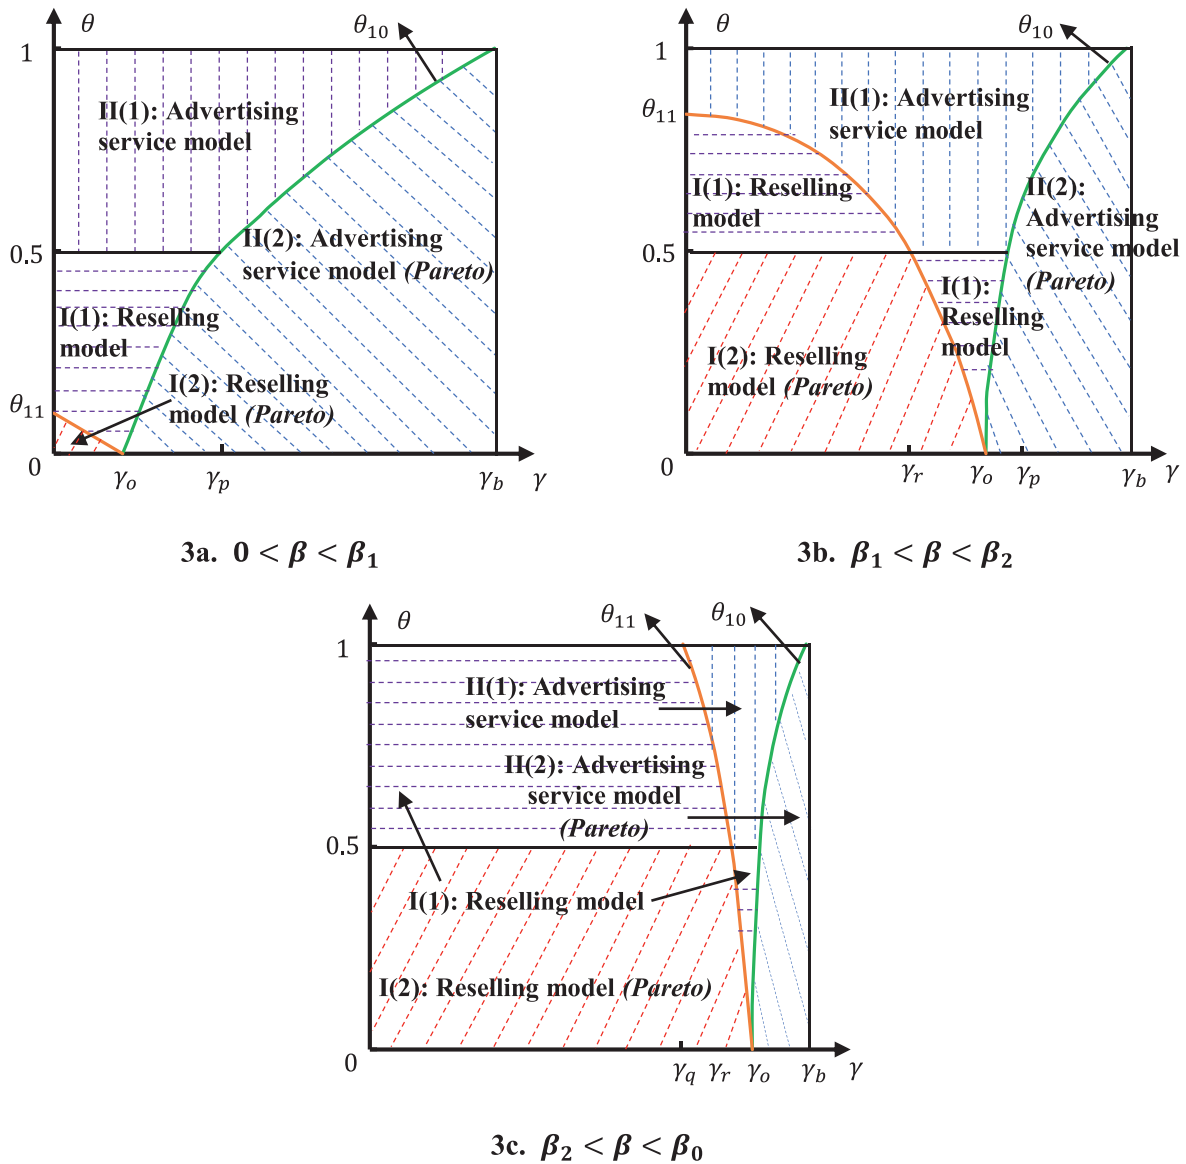 θ
θ₁₀
1
II(1): Advertising
service model
0.5
II(2): Advertising
service model (Pareto)
I(1): Reselling
model
I(2): Reselling
model (Pareto)
θ₁₁
0
γₒ
γₚ
γ_b
γ
3a. 0 < β < β₁
θ
θ₁₀
1
θ₁₁
II(1): Advertising
service model
I(1): Reselling
model
II(2):
Advertising
service model
(Pareto)
0.5
I(1):
Reselling
model
I(2): Reselling
model (Pareto)
0
γᵣ
γₒ
γₚ
γ_b
γ
3b. β₁ < β < β₂
θ
θ₁₁
θ₁₀
1
II(1): Advertising
service model
II(2): Advertising
service model
(Pareto)
0.5
I(1): Reselling model
I(2): Reselling model (Pareto)
0
γ_q
γᵣ
γₒ
γ_b
γ
3c. β₂ < β < β₀